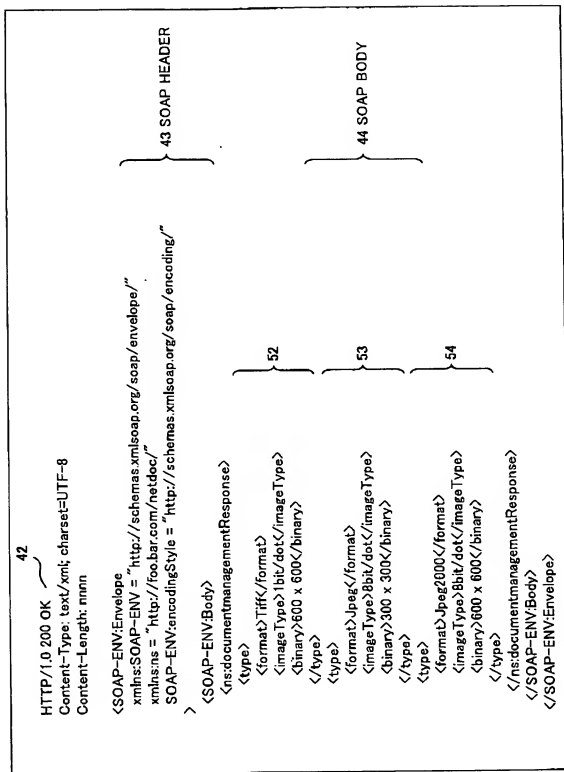 42
HTTP/1.0 200 OK
Content-Type: text/xml; charset=UTF-8
Content-Length: nnnn
<SOAP-ENV:Envelope
xmlns:SOAP-ENV = "http://schemas.xmlsoap.org/soap/envelope/"
xmlns:ns = "http://foo.bar.com/netdoc/"
SOAP-ENV:encodingStyle = "http://schemas.xmlsoap.org/soap/encoding/"
>
43 SOAP HEADER
<SOAP-ENV:Body>
<ns:documentmanagementResponse>
<type>
<format>Tiff</format>
<imageType>1bit/dot</imageType>
<binary>600 x 600</binary>
</type>
52
<type>
<format>Jpeg</format>
<imageType>8bit/dot</imageType>
<binary>300 x 300</binary>
</type>
53
<type>
<format>Jpeg2000</format>
<imageType>8bit/dot</imageType>
<binary>600 x 600</binary>
</type>
54
</ns:documentmanagementResponse>
</SOAP-ENV:Body>
</SOAP-ENV:Envelope>
44 SOAP BODY